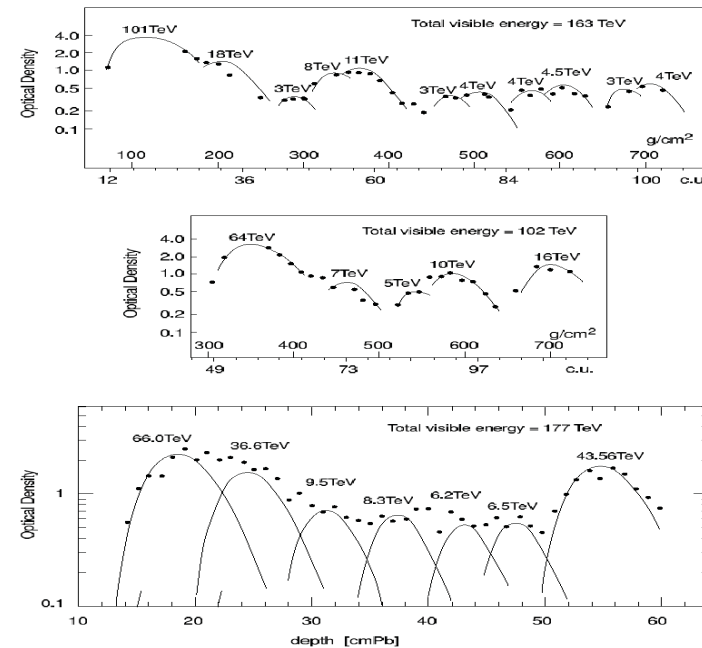 Total visible energy = 163 TeV
101TeV
18TeV
3TeV
8TeV
11TeV
3TeV
4TeV
4TeV
4.5TeV
3TeV
4TeV
Optical Density
4.0
2.0
1.0
0.5
0.2
0.1
g/cm2
100 200 300 400 500 600 700
12 36 60 84 100 c.u.
Total visible energy = 102 TeV
64TeV
7TeV
5TeV
10TeV
16TeV
Optical Density
4.0
2.0
1.0
0.5
0.2
0.1
g/cm2
300 400 500 600 700
49 73 97 c.u.
Total visible energy = 177 TeV
66.0TeV
36.6TeV
9.5TeV
8.3TeV
6.2TeV
6.5TeV
43.56TeV
Optical Density
1
0.1
10 20 30 40 50 60
depth [cmPb]